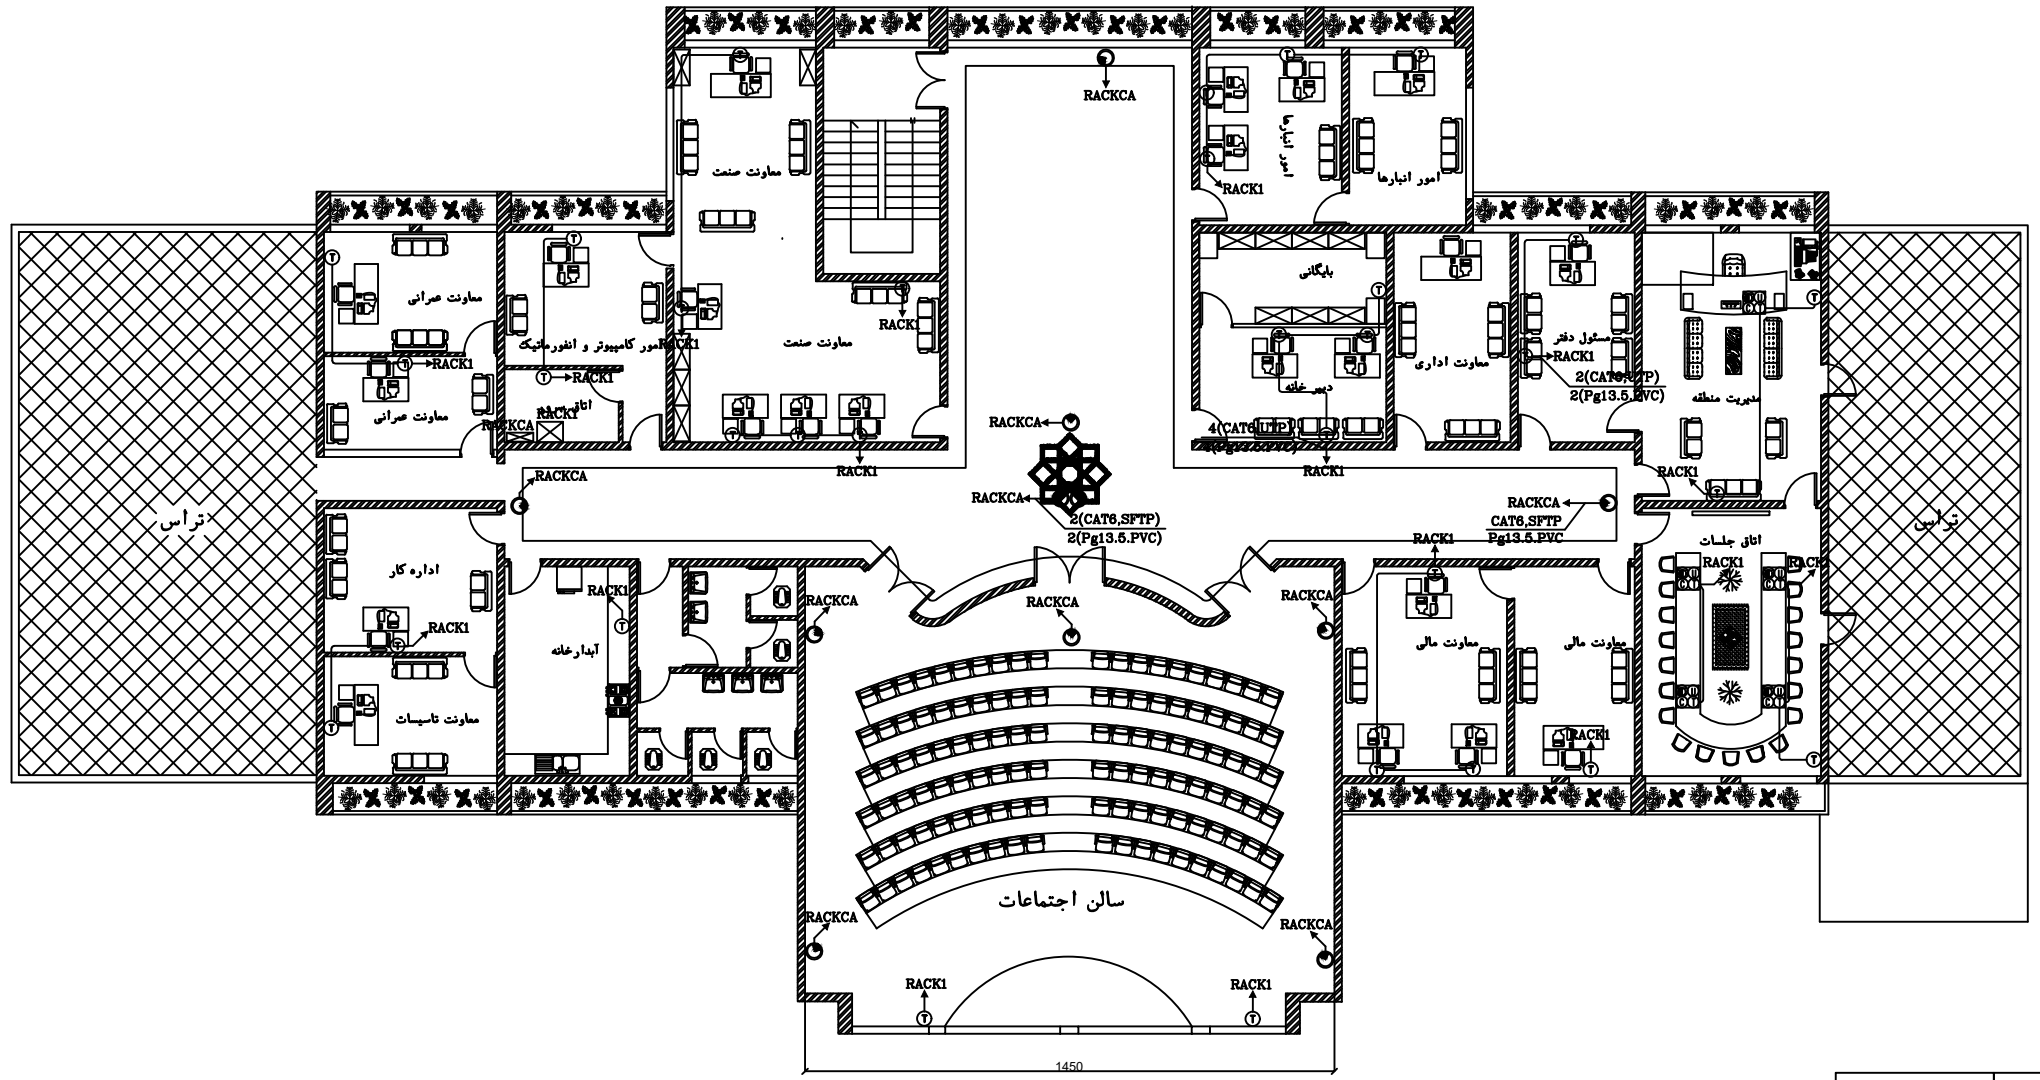 RACKCA
معاونت صنعت
امور انبارها
امور انبارها
RACK1
معاونت عمرانی
بایگانی
RACK1
معاونت صنعت
مسئول دفتر
RACK1
RACK1
معاونت اداری
RACK1
2(CAT6,UTP)
2(Pg13.5.PVC)
دبیر خانه
مدیریت منطقه
معاونت عمرانی
RACK1
RACKCA
RACKCA
4(CAT6,UTP)
RACK1
RACK1
RACK1
RACKCA
RACKCA
RACKCA
2(CAT6,SFTP)
2(Pg13.5.PVC)
CAT6,SFTP
Pg13.5.PVC
تراس
تراس
RACK1
اتاق جلسات
RACK1
RACK1
اداره کار
RACK1
RACKCA
RACKCA
RACKCA
RACK1
آبدارخانه
معاونت مالی
معاونت مالی
معاونت تاسیسات
RACK1
سالن اجتماعات
RACKCA
RACKCA
RACK1
RACK1
1450